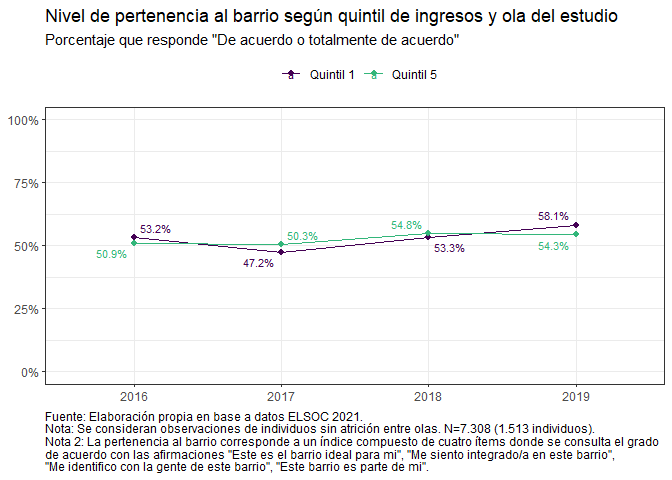 Nivel de pertenencia al barrio según quintil de ingresos y ola del estudio
Porcentaje que responde "De acuerdo o totalmente de acuerdo"
Quintil 1 Quintil 5
100%
75%
50%
25%
0%
53.2%
50.9%
47.2%
50.3%
54.8%
53.3%
58.1%
54.3%
2016 2017 2018 2019
Fuente: Elaboración propia en base a datos ELSOC 2021.
Nota: Se consideran observaciones de individuos sin atrición entre olas. N=7.308 (1.513 individuos).
Nota 2: La pertenencia al barrio corresponde a un índice compuesto de cuatro ítems donde se consulta el grado
de acuerdo con las afirmaciones "Este es el barrio ideal para mi", "Me siento integrado/a en este barrio",
"Me identifico con la gente de este barrio", "Este barrio es parte de mi".